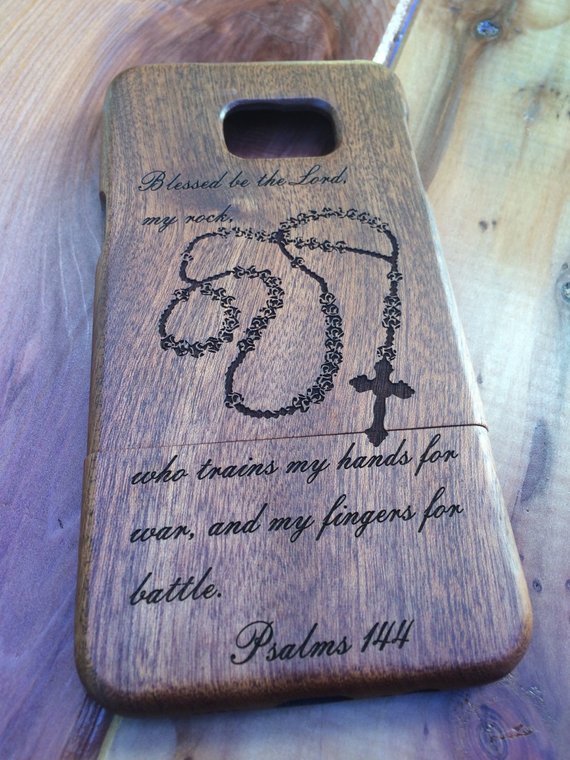 Blessed be the Lord,
my rock,
who trains my hands for
war, and my fingers for
battle.
Psalms 144